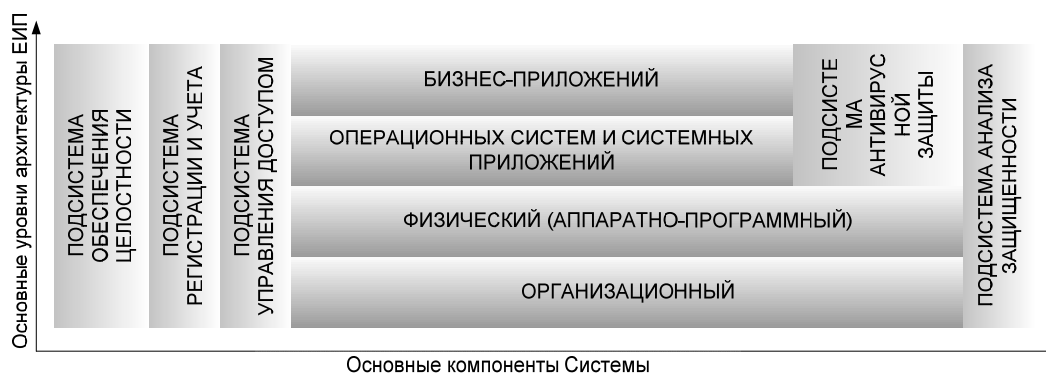 Основные уровни архитектуры ЕИП
ПОДСИСТЕМА
ОБЕСПЕЧЕНИЯ
ЦЕЛОСТНОСТИ
ПОДСИСТЕМА
РЕГИСТРАЦИИ И УЧЕТА
ПОДСИСТЕМА
УПРАВЛЕНИЯ ДОСТУПОМ
БИЗНЕС-ПРИЛОЖЕНИЙ
ОПЕРАЦИОННЫХ СИСТЕМ И СИСТЕМНЫХ
ПРИЛОЖЕНИЙ
ФИЗИЧЕСКИЙ (АППАРАТНО-ПРОГРАММНЫЙ)
ОРГАНИЗАЦИОННЫЙ
ПОДСИСТЕ
МА
АНТИВИРУС
НОЙ
ЗАЩИТЫ
ПОДСИСТЕМА АНАЛИЗА
ЗАЩИЩЕННОСТИ
Основные компоненты Системы